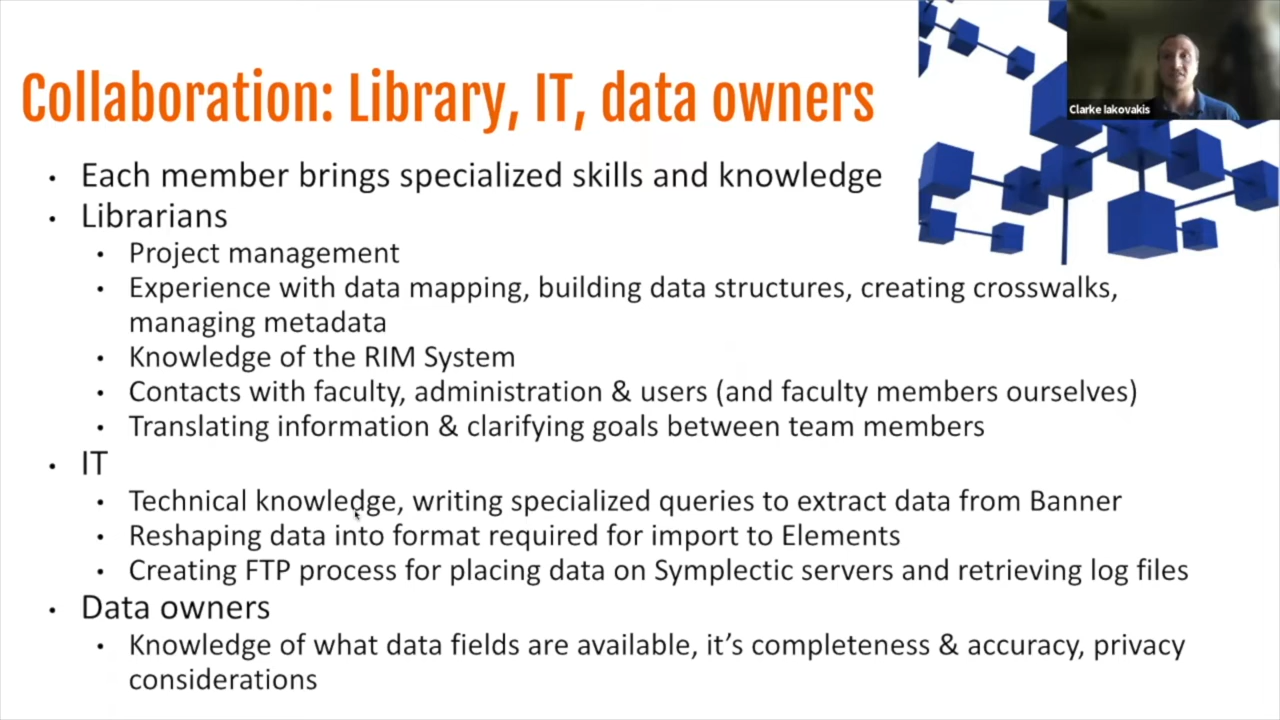 Collaboration: Library, IT, data owners
Clarke Iakovakis
• Each member brings specialized skills and knowledge
• Librarians
• Project management
• Experience with data mapping, building data structures, creating crosswalks,
managing metadata
• Knowledge of the RIM System
• Contacts with faculty, administration & users (and faculty members ourselves)
• Translating information & clarifying goals between team members
• IT
• Technical knowledge, writing specialized queries to extract data from Banner
• Reshaping data into format required for import to Elements
• Creating FTP process for placing data on Symplectic servers and retrieving log files
• Data owners
• Knowledge of what data fields are available, it’s completeness & accuracy, privacy
considerations